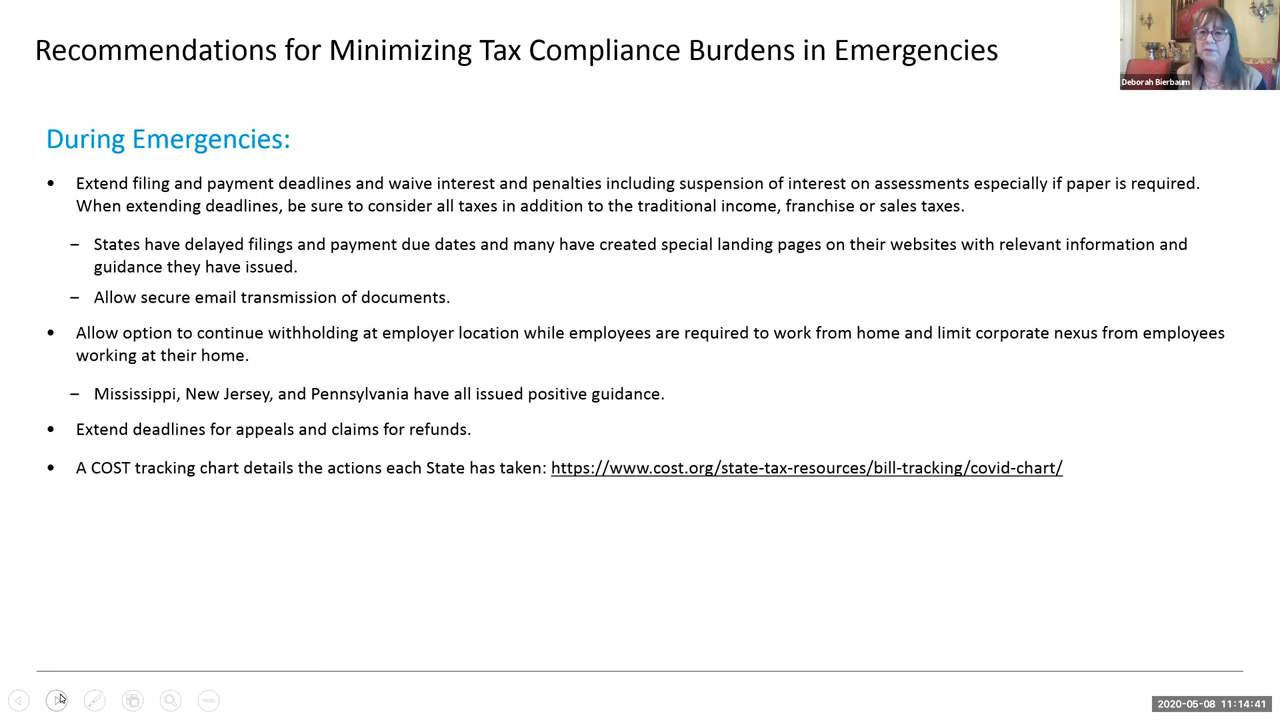 Recommendations for Minimizing Tax Compliance Burdens in Emergencies
Deborah Bierbaum
During Emergencies:
• Extend filing and payment deadlines and waive interest and penalties including suspension of interest on assessments especially if paper is required.
When extending deadlines, be sure to consider all taxes in addition to the traditional income, franchise or sales taxes.
– States have delayed filings and payment due dates and many have created special landing pages on their websites with relevant information and
guidance they have issued.
– Allow secure email transmission of documents.
• Allow option to continue withholding at employer location while employees are required to work from home and limit corporate nexus from employees
working at their home.
– Mississippi, New Jersey, and Pennsylvania have all issued positive guidance.
• Extend deadlines for appeals and claims for refunds.
• A COST tracking chart details the actions each State has taken: https://www.cost.org/state-tax-resources/bill-tracking/covid-chart/
2020-05-08 11:14:41